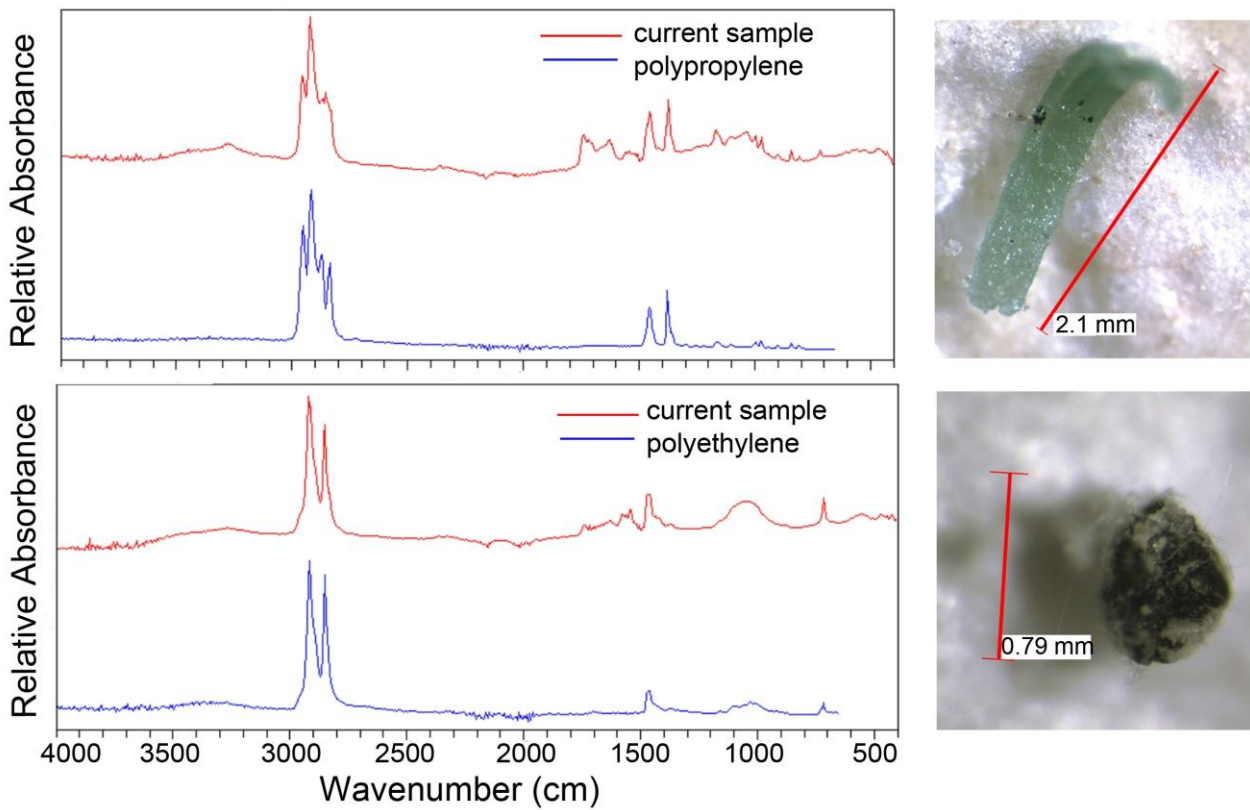 Relative Absorbance
current sample
polypropylene
2.1 mm
Relative Absorbance
current sample
polyethylene
0.79 mm
4000 3500 3000 2500 2000 1500 1000 500
Wavenumber (cm)